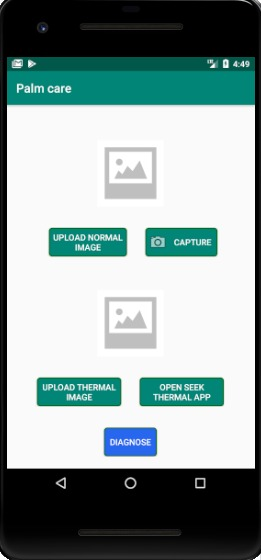 4:49
Palm care
UPLOAD NORMAL
IMAGE
CAPTURE
UPLOAD THERMAL
IMAGE
OPEN SEEK
THERMAL APP
DIAGNOSE